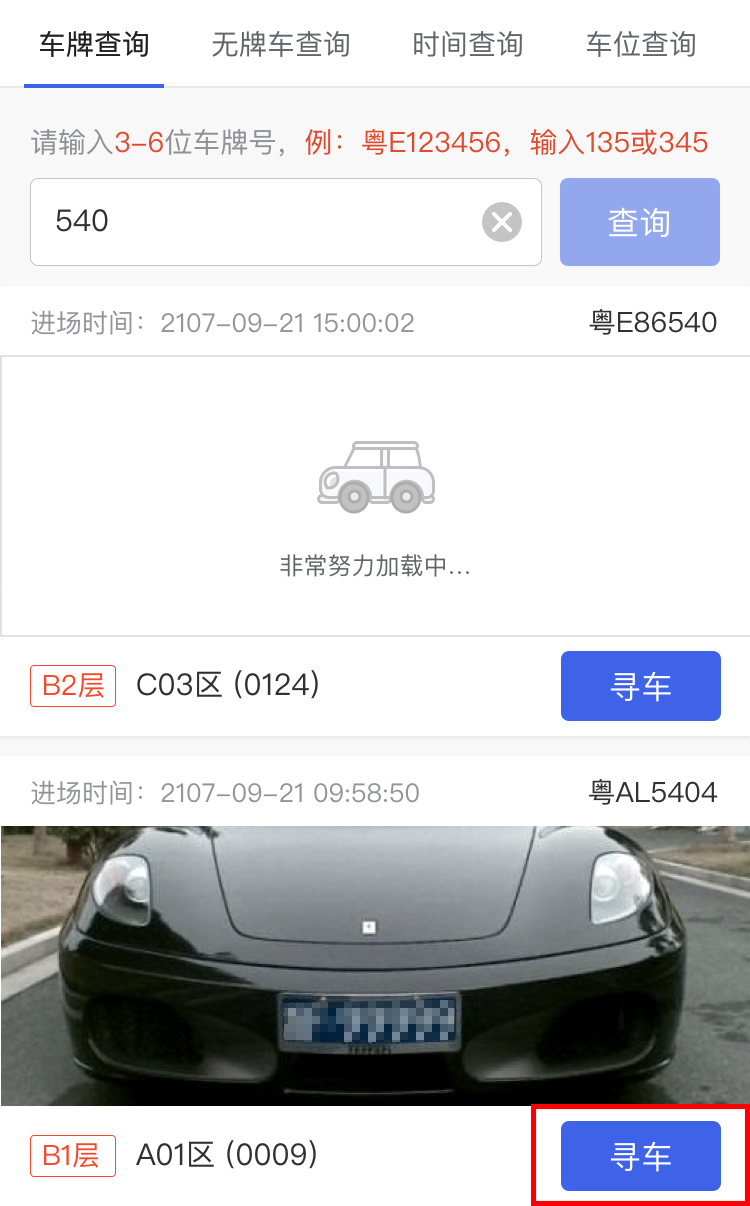 车牌查询 无牌车查询 时间查询 车位查询
请输入3-6位车牌号，例：粤E123456，输入135或345
540 查询
进场时间：2107-09-21 15:00:02 粤E86540
非常努力加载中...
B2层 C03区 (0124) 寻车
进场时间：2107-09-21 09:58:50 粤AL5404
B1层 A01区 (0009) 寻车